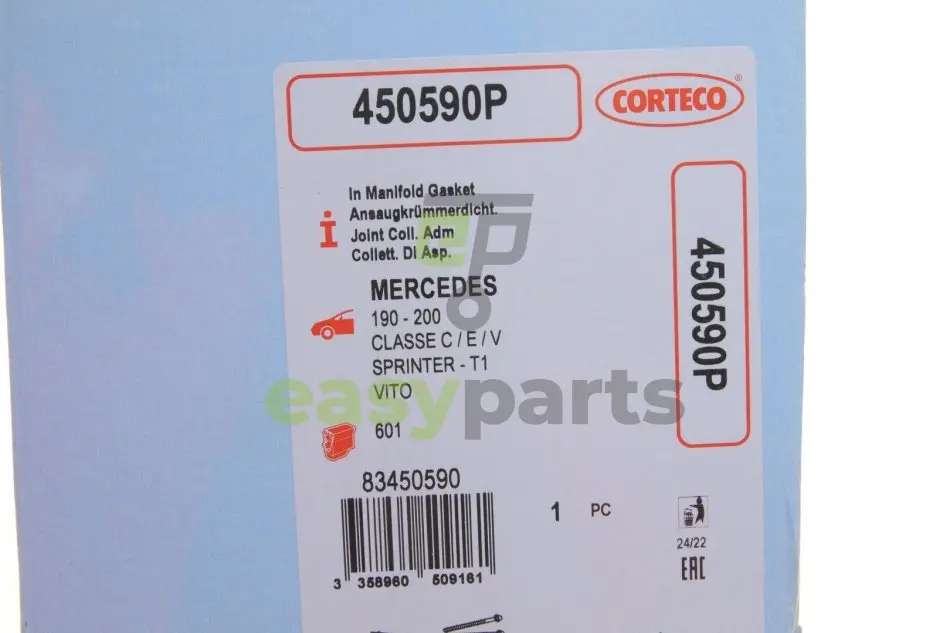 450590P
CORTECO®
In Manifold Gasket
Ansaugkrümmerdicht.
Joint Coll. Adm
Collett. Di Asp.
MERCEDES
190 - 200
CLASSE C / E / V
SPRINTER - T1
VITO
601
450590P
83450590
1 PC
3 358960 509161
24/22
EAC
ep
easyparts